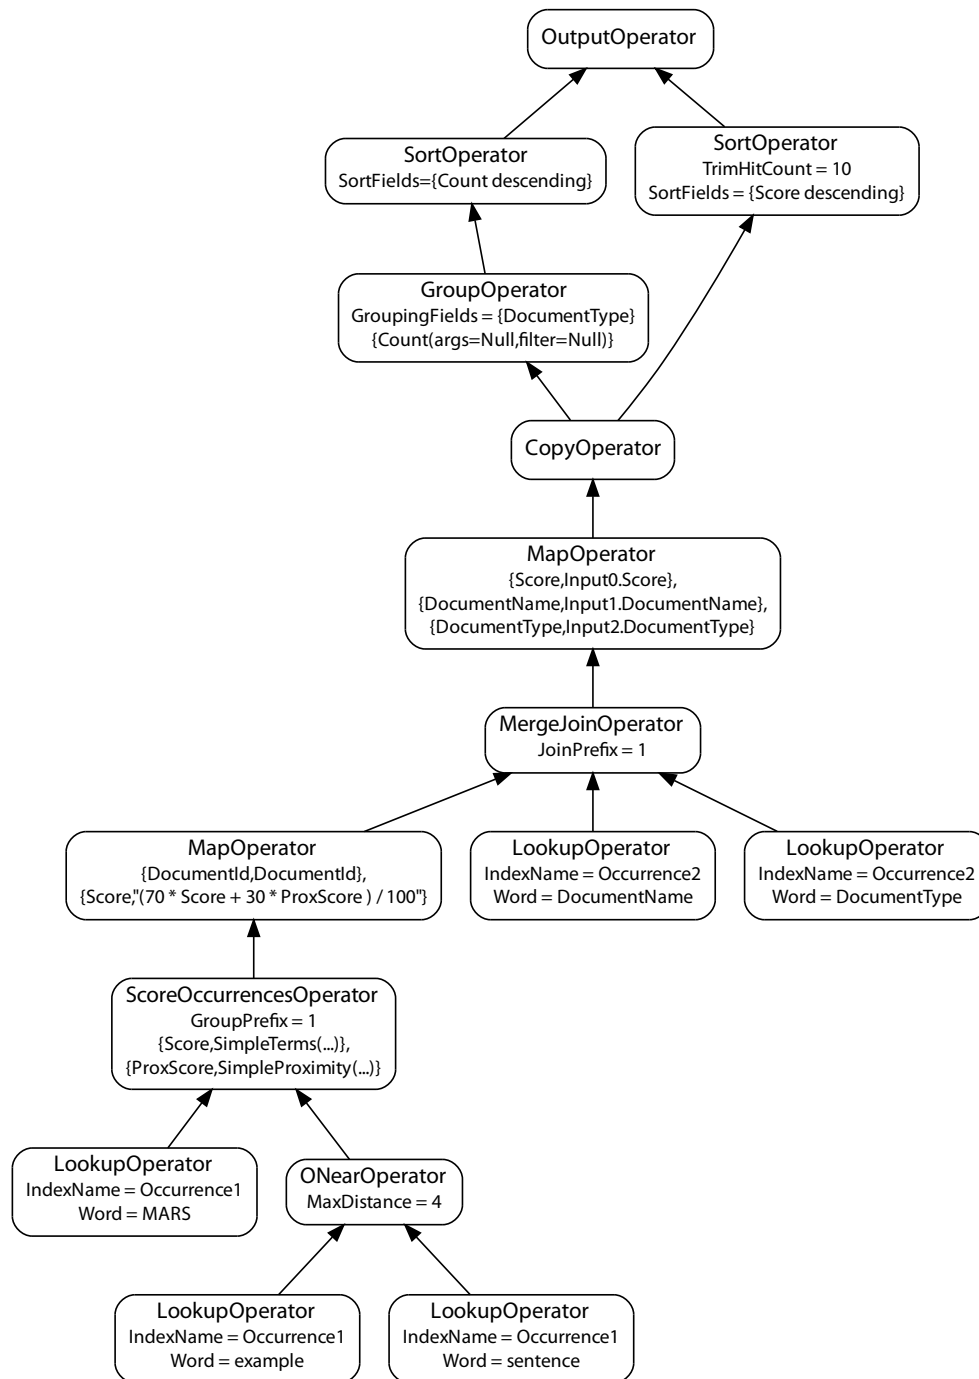 OutputOperator
SortOperator
SortFields={Count descending}
SortOperator
TrimHitCount = 10
SortFields = {Score descending}
GroupOperator
GroupingFields = {DocumentType}
{Count(args=Null,filter=Null)}
CopyOperator
MapOperator
{Score,Input0.Score},
{DocumentName,Input1.DocumentName},
{DocumentType,Input2.DocumentType}
MergeJoinOperator
JoinPrefix = 1
MapOperator
{DocumentId,DocumentId},
{Score,"(70 * Score + 30 * ProxScore ) / 100"}
LookupOperator
IndexName = Occurrence2
Word = DocumentName
LookupOperator
IndexName = Occurrence2
Word = DocumentType
ScoreOccurrencesOperator
GroupPrefix = 1
{Score,SimpleTerms(...)},
{ProxScore,SimpleProximity(...)}
LookupOperator
IndexName = Occurrence1
Word = MARS
ONearOperator
MaxDistance = 4
LookupOperator
IndexName = Occurrence1
Word = example
LookupOperator
IndexName = Occurrence1
Word = sentence